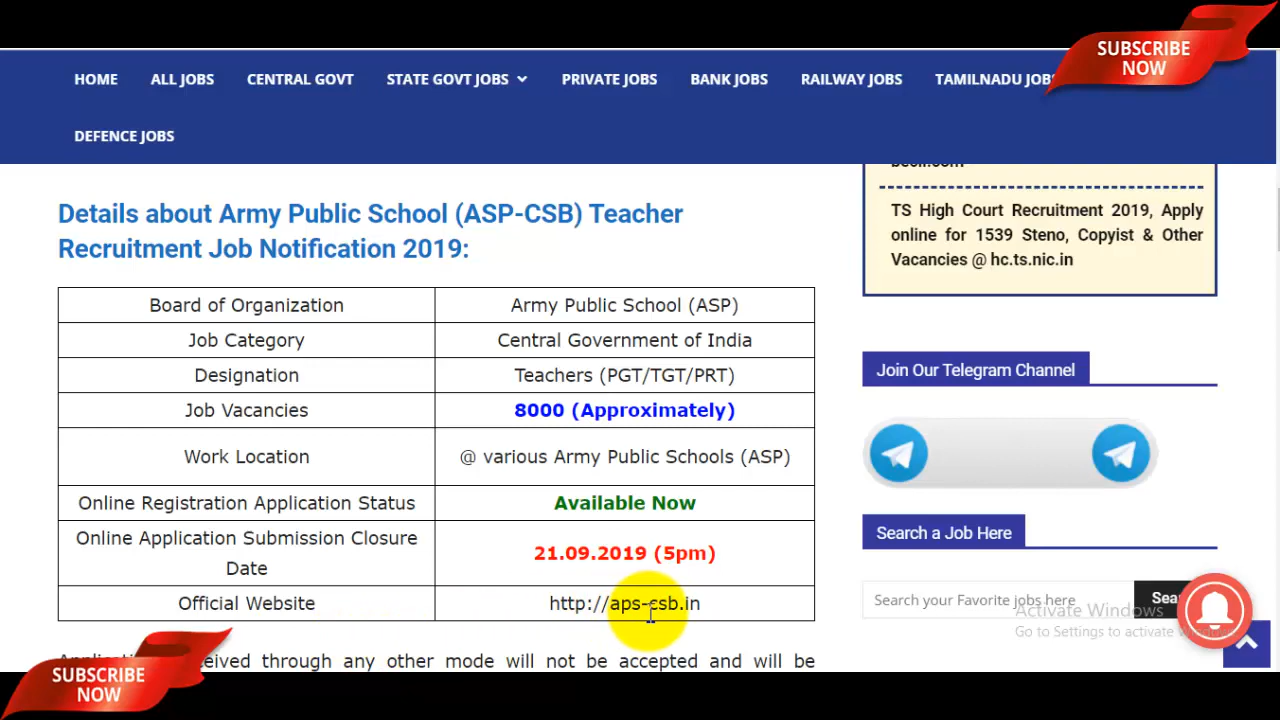 SUBSCRIBE
NOW
HOME ALL JOBS CENTRAL GOVT STATE GOVT JOBS PRIVATE JOBS BANK JOBS RAILWAY JOBS TAMILNADU JOBS
DEFENCE JOBS
becil.com
TS High Court Recruitment 2019, Apply
online for 1539 Steno, Copyist & Other
Vacancies @ hc.ts.nic.in
Details about Army Public School (ASP-CSB) Teacher
Recruitment Job Notification 2019:
Board of Organization Army Public School (ASP)
Job Category Central Government of India
Designation Teachers (PGT/TGT/PRT)
Job Vacancies 8000 (Approximately)
Work Location @ various Army Public Schools (ASP)
Online Registration Application Status Available Now
Online Application Submission Closure
Date 21.09.2019 (5pm)
Official Website http://aps-csb.in
received through any other mode will not be accepted and will be
Join Our Telegram Channel
Search a Job Here
Search your Favorite jobs here Sea
Activate Windows
Go to Settings to activate Windows.
SUBSCRIBE
NOW